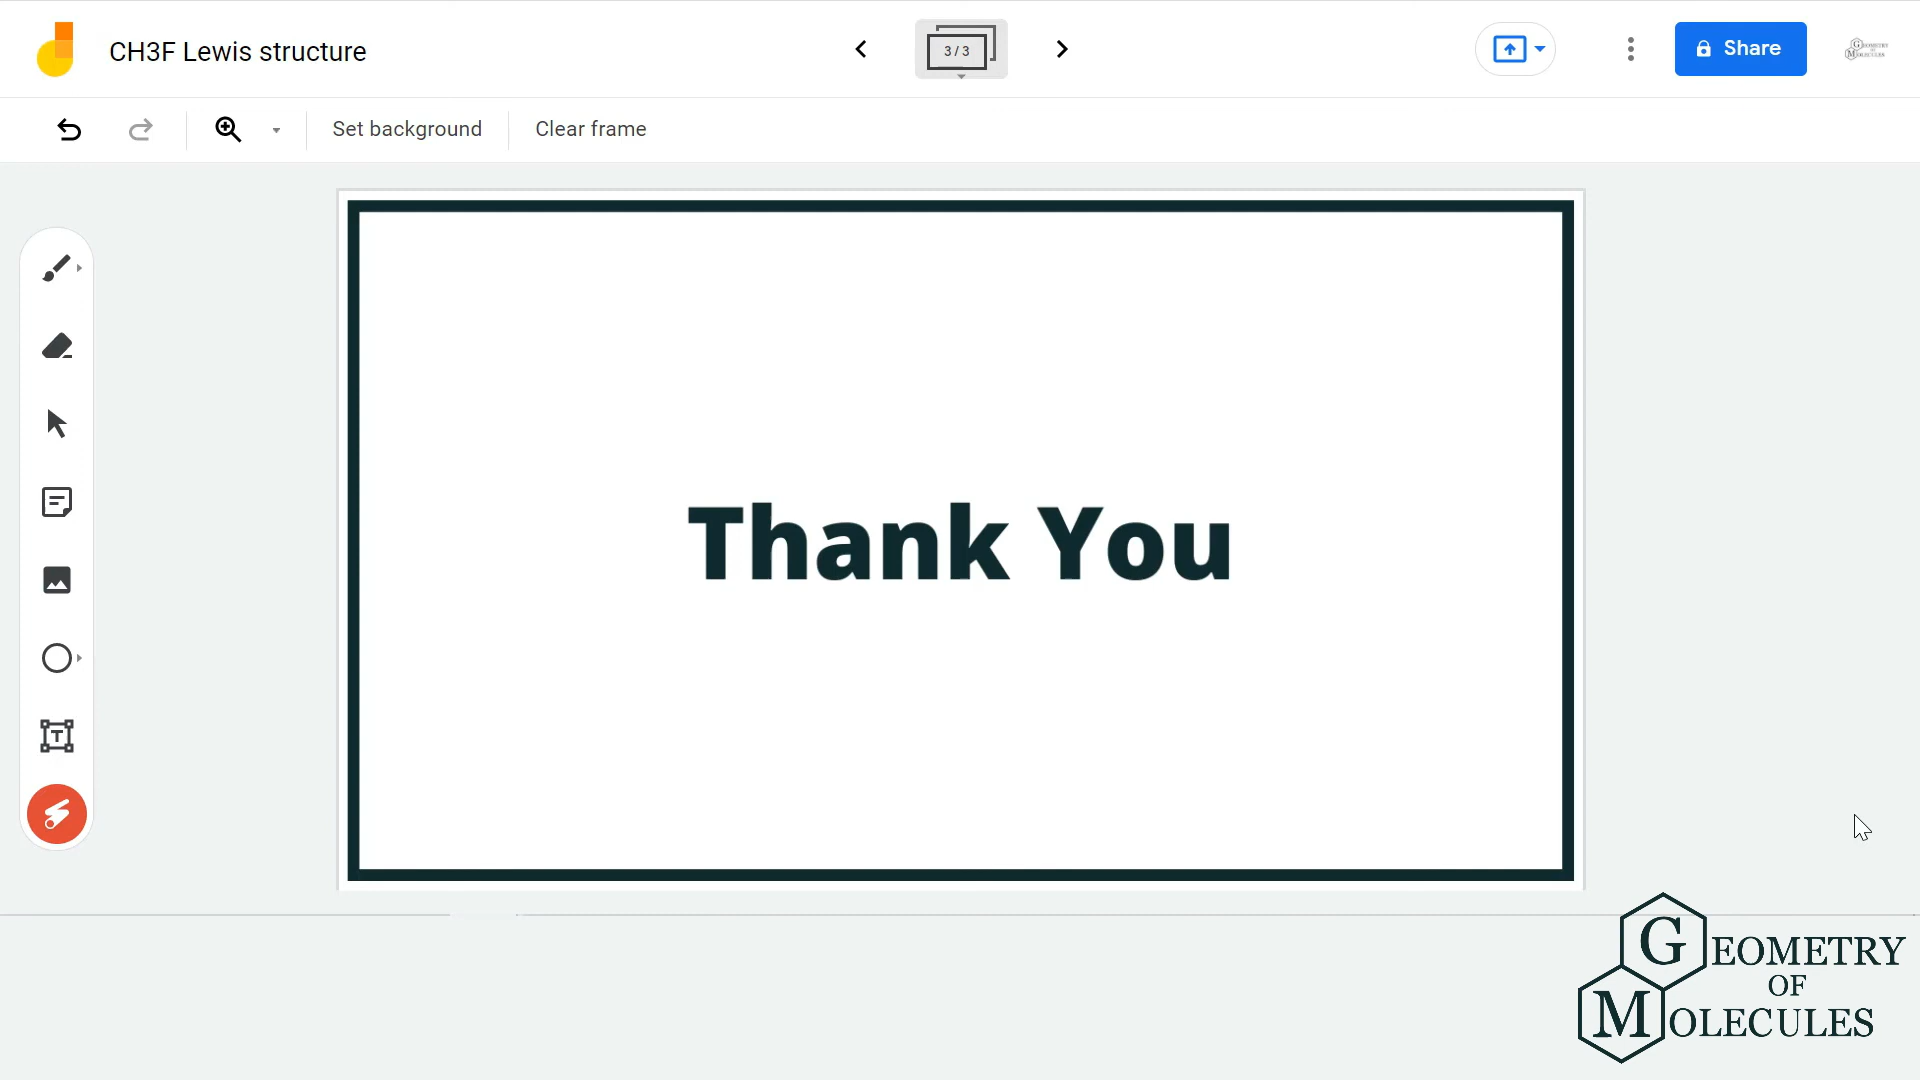 CH3F Lewis structure
3 / 3
Share
Set background
Clear frame
Thank You
GEOMETRY
OF
MOLECULES